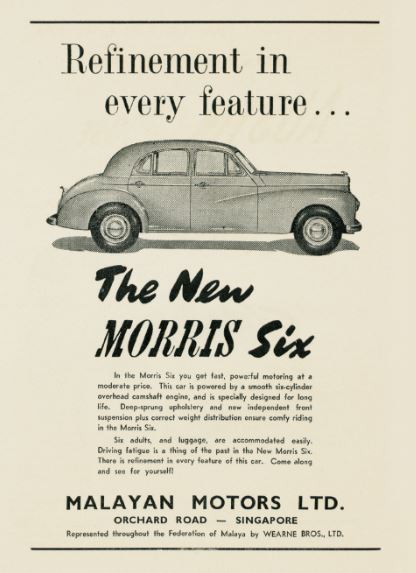 Refinement in
every feature...
The New
MORRIS Six
In the Morris Six you get fast, powerful motoring at a
moderate price. This car is powered by a smooth six-cylinder
overhead camshaft engine, and is specially designed for long
life. Deep-sprung upholstery and new independent front
suspension plus correct weight distribution ensure comfy riding
in the Morris Six.
Six adults, and luggage, are accommodated easily.
Driving fatigue is a thing of the past in the New Morris Six.
There is refinement in every feature of this car. Come along
and see for yourself!
MALAYAN MOTORS LTD.
ORCHARD ROAD — SINGAPORE
Represented throughout the Federation of Malaya by WEARNE BROS., LTD.